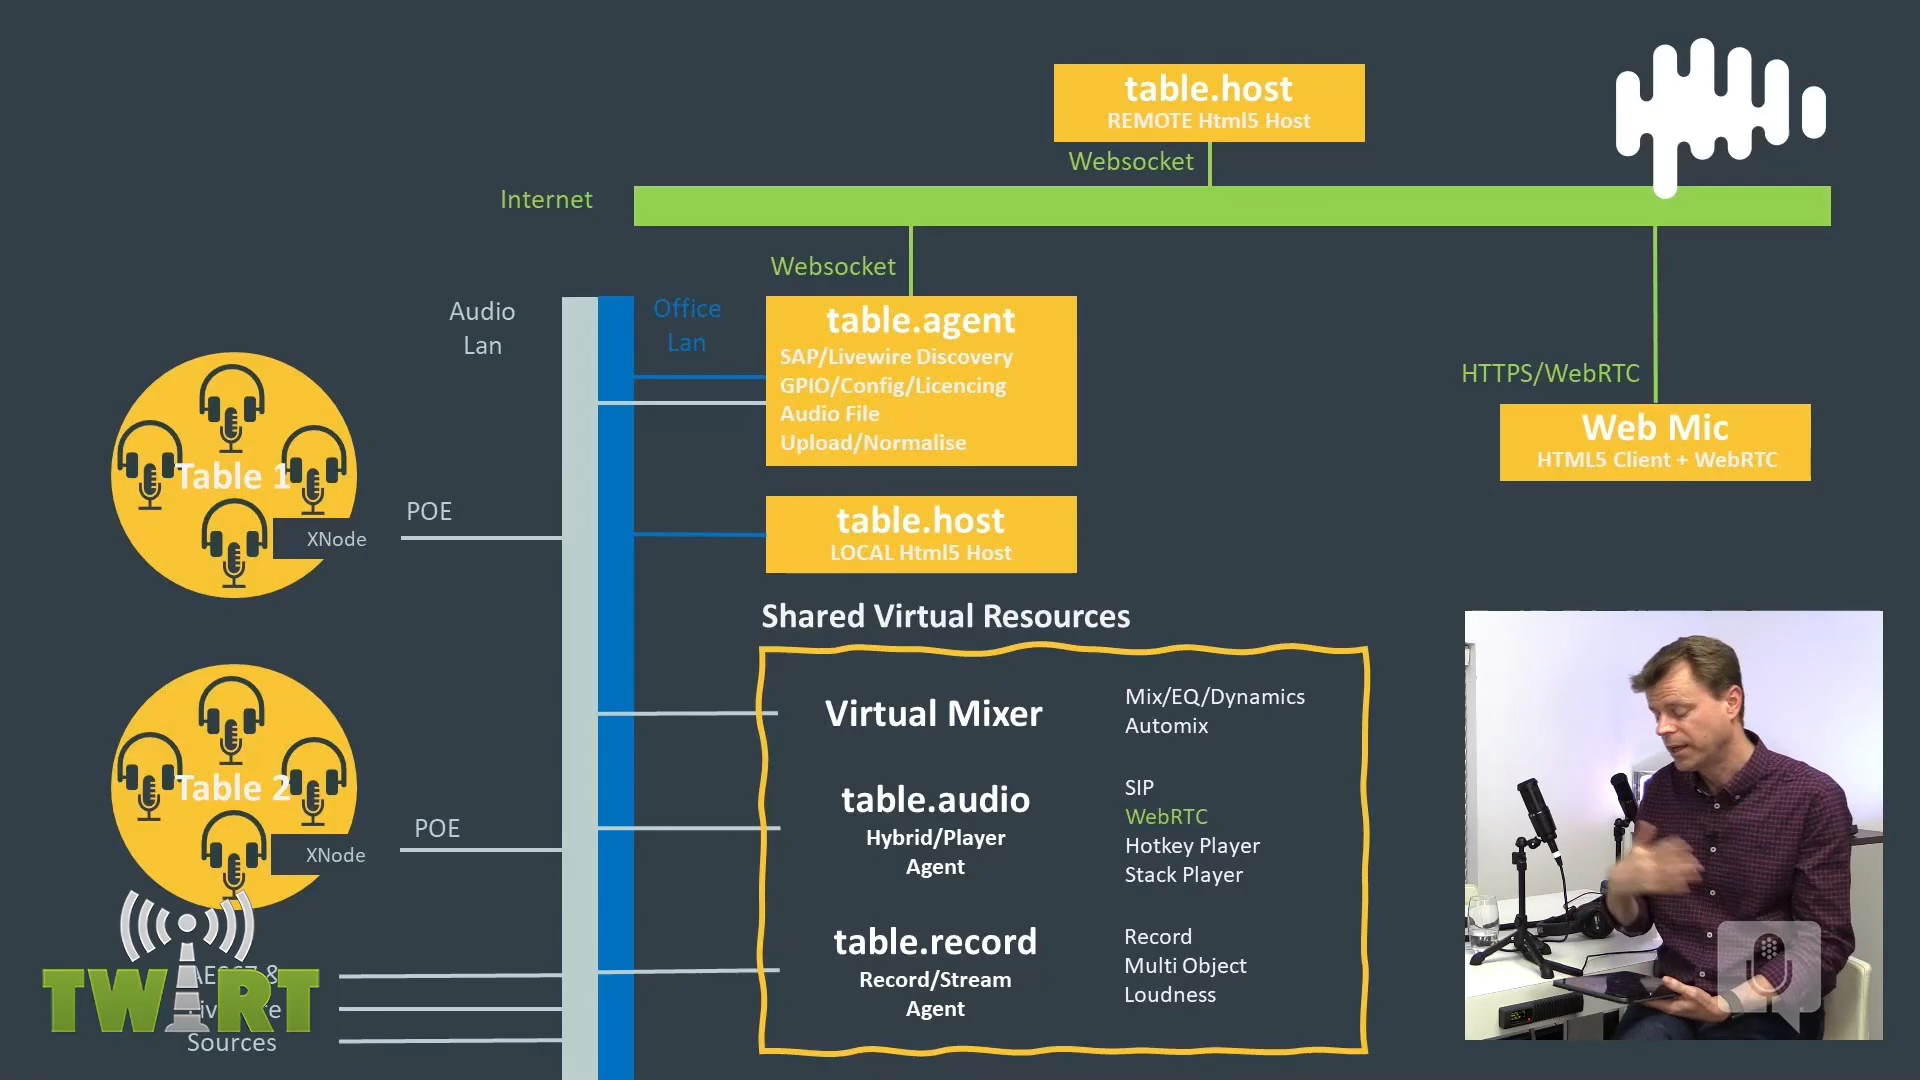 table.host
REMOTE Html5 Host
Websocket
Internet
Websocket
Audio
Lan
Office
Lan
table.agent
SAP/Livewire Discovery
GPIO/Config/Licencing
Audio File
Upload/Normalise
HTTPS/WebRTC
Web Mic
HTML5 Client + WebRTC
Table 1
XNode
POE
table.host
LOCAL Html5 Host
Shared Virtual Resources
Virtual Mixer
Mix/EQ/Dynamics
Automix
table.audio
Hybrid/Player
Agent
SIP
WebRTC
Hotkey Player
Stack Player
table.record
Record/Stream
Agent
Record
Multi Object
Loudness
Table 2
XNode
POE
TWiRT
Sources